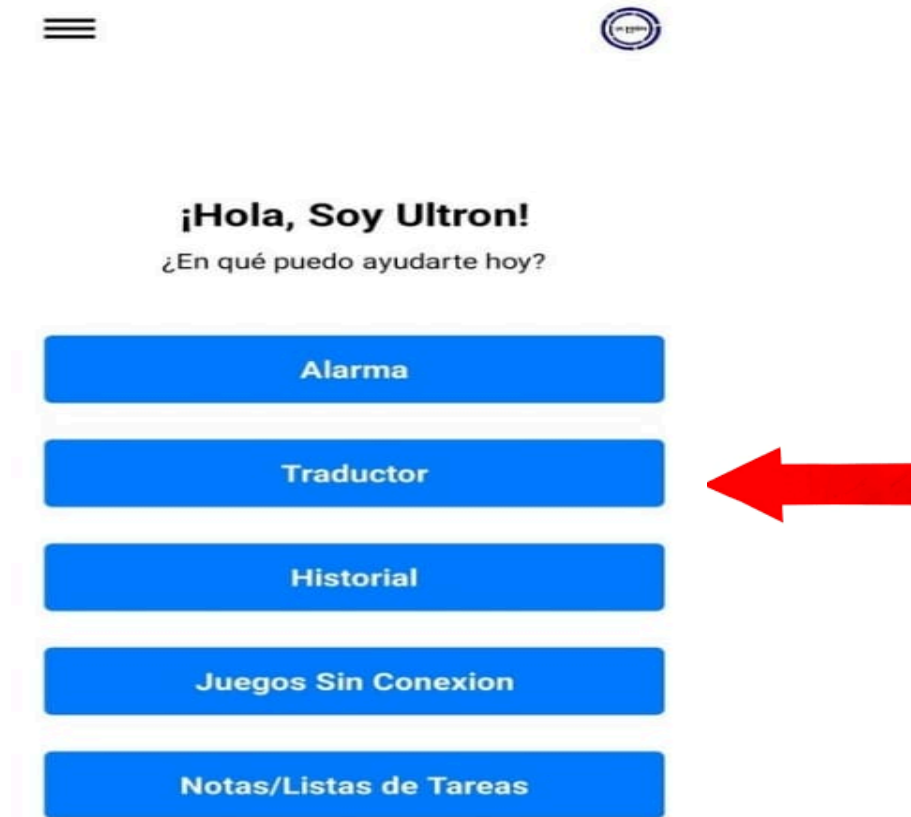 ¡Hola, Soy Ultron!
¿En qué puedo ayudarte hoy?
Alarma
Traductor
Historial
Juegos Sin Conexion
Notas/Listas de Tareas